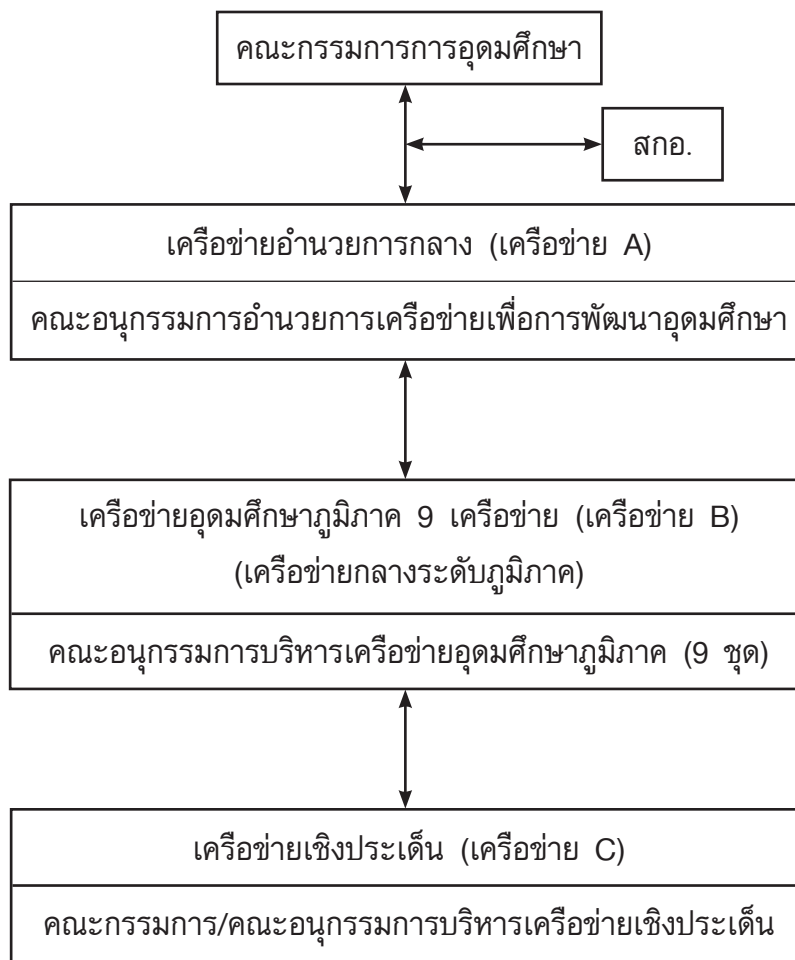 คณะกรรมการการอุดมศึกษา
สกอ.
เครือข่ายอำนวยการกลาง (เครือข่าย A)
คณะอนุกรรมการอำนวยการเครือข่ายเพื่อการพัฒนาอุดมศึกษา
เครือข่ายอุดมศึกษาภูมิภาค 9 เครือข่าย (เครือข่าย B)
(เครือข่ายกลางระดับภูมิภาค)
คณะอนุกรรมการบริหารเครือข่ายอุดมศึกษาภูมิภาค (9 ชุด)
เครือข่ายเชิงประเด็น (เครือข่าย C)
คณะกรรมการ/คณะอนุกรรมการบริหารเครือข่ายเชิงประเด็น